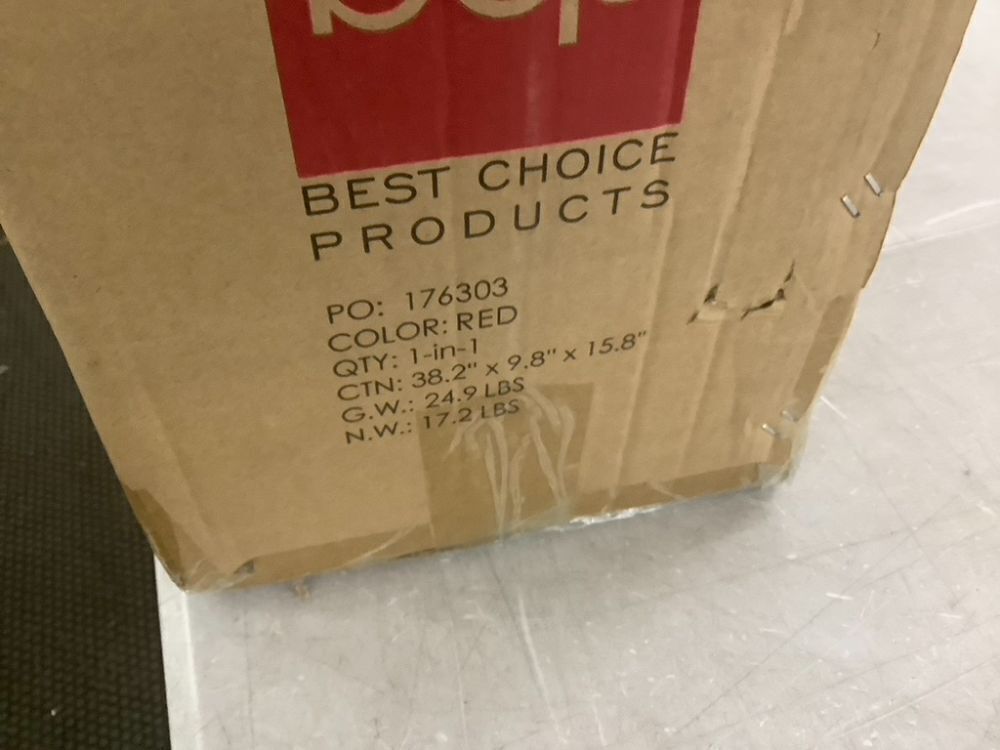 bcp
BEST CHOICE
PRODUCTS
PO: 176303
COLOR: RED
QTY: 1-in-1
CTN: 38.2" x 9.8" x 15.8"
G.W.: 24.9 LBS
N.W.: 17.2 LBS